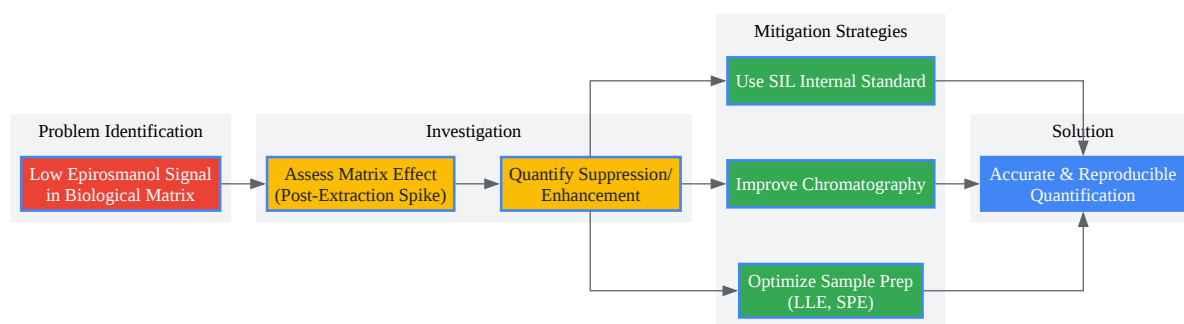 Problem Identification
Low Epirosmanol Signal
in Biological Matrix
Investigation
Assess Matrix Effect
(Post-Extraction Spike)
Quantify Suppression/
Enhancement
Mitigation Strategies
Use SIL Internal Standard
Improve Chromatography
Optimize Sample Prep
(LLE, SPE)
Solution
Accurate & Reproducible
Quantification